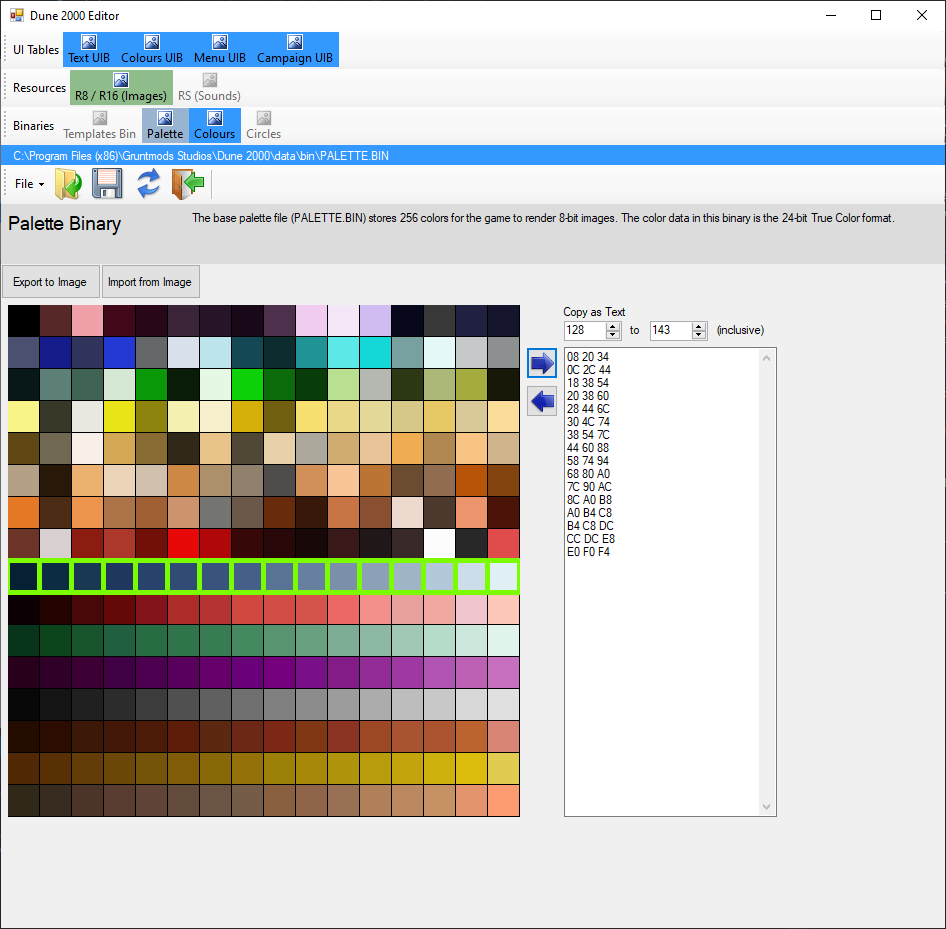 Dune 2000 Editor
UI Tables Text UIB Colours UIB Menu UIB Campaign UIB
Resources R8 / R16 (Images) RS (Sounds)
Binaries Templates Bin Palette Colours Circles
C:\Program Files (x86)\Gruntmods Studios\Dune 2000\data\bin\PALETTE.BIN
File
Palette Binary The base palette file (PALETTE.BIN) stores 256 colors for the game to render 8-bit images. The color data in this binary is the 24-bit True Color format.
Export to Image Import from Image
Copy as Text
128 to 143 (inclusive)
08 20 34
0C 2C 44
18 38 54
20 38 60
28 44 6C
30 4C 74
38 54 7C
44 60 88
58 74 94
68 80 A0
7C 90 AC
8C A0 B8
A0 B4 C8
B4 C8 DC
CC DC E8
E0 F0 F4